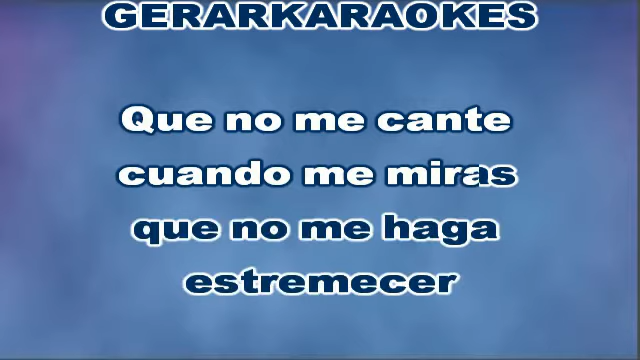 GERARKARAOKES
Que no me cante
cuando me miras
que no me haga
estremecer